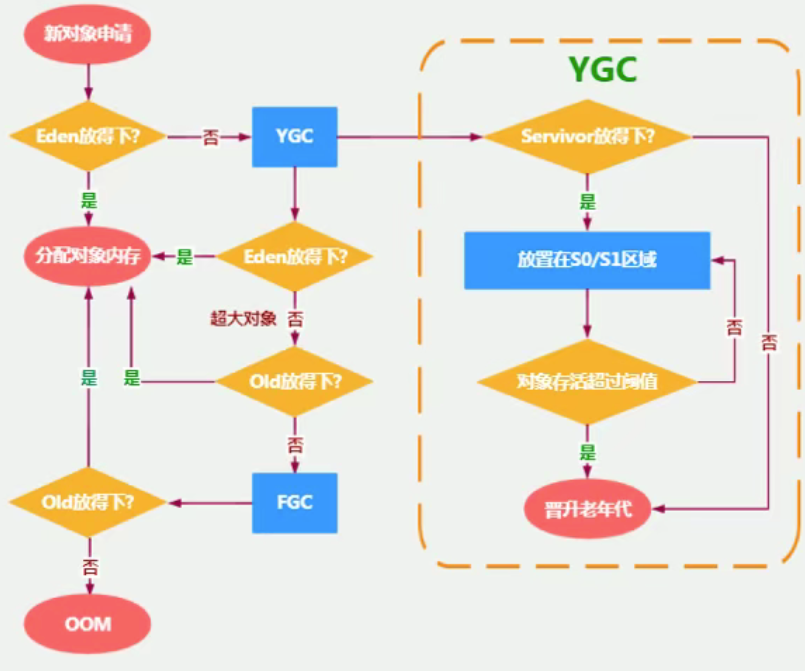 新对象申请
YGC
Eden放得下?
否
YGC
Servivor放得下?
是
是
分配对象内存
是
Eden放得下?
放置在S0/S1区域
超大对象
否
否
否
是
是
Old放得下?
对象存活超过阈值
否
是
Old放得下?
FGC
晋升老年代
否
OOM